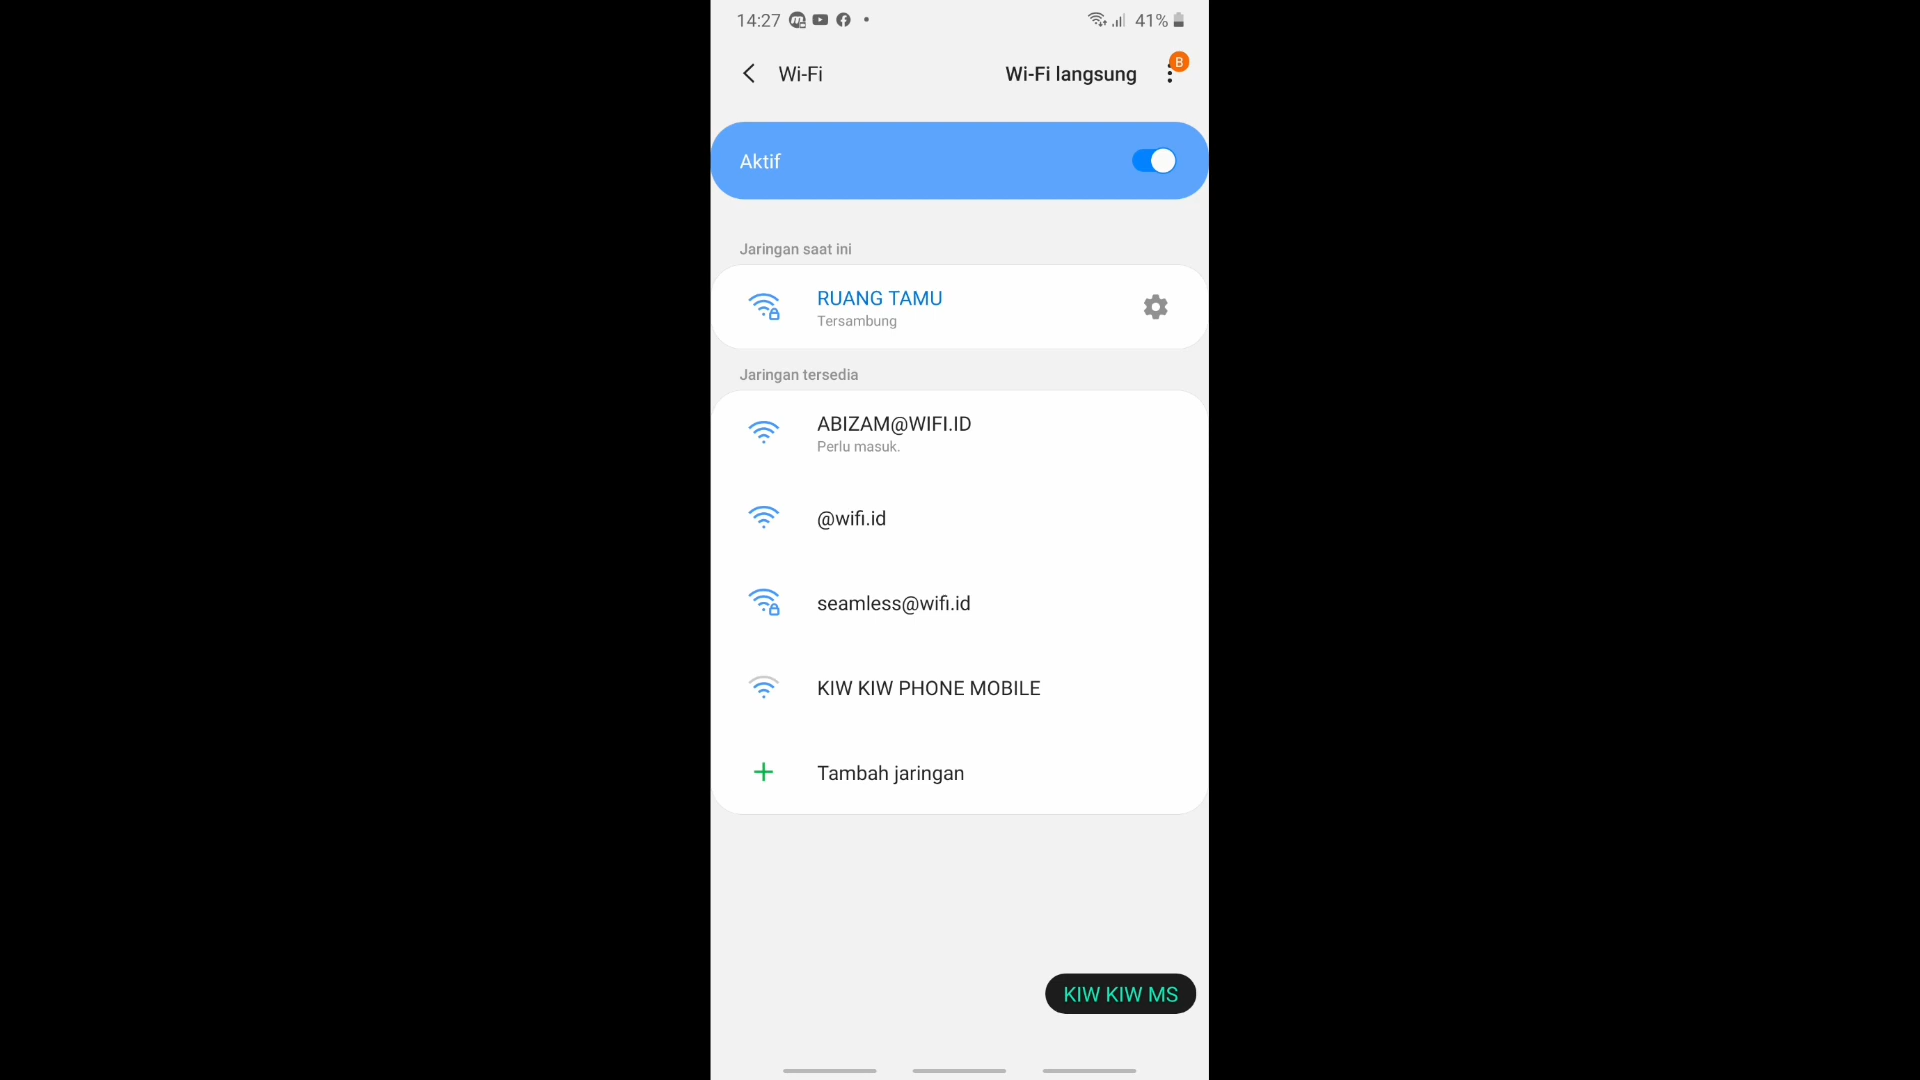 14:27 41%
Wi-Fi Wi-Fi langsung B
Aktif
Jaringan saat ini
RUANG TAMU
Tersambung
Jaringan tersedia
ABIZAM@WIFI.ID
Perlu masuk.
@wifi.id
seamless@wifi.id
KIW KIW PHONE MOBILE
Tambah jaringan
KIW KIW MS